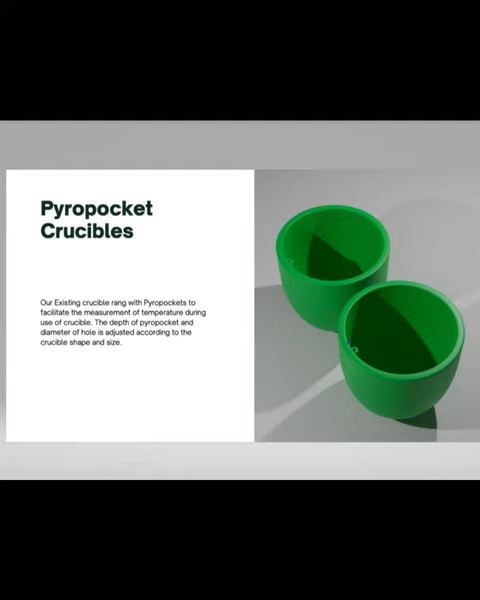 Pyropocket
Crucibles
Our Existing crucible rang with Pyropockets to
facilitate the measurement of temperature during
use of crucible. The depth of pyropocket and
diameter of hole is adjusted according to the
crucible shape and size.